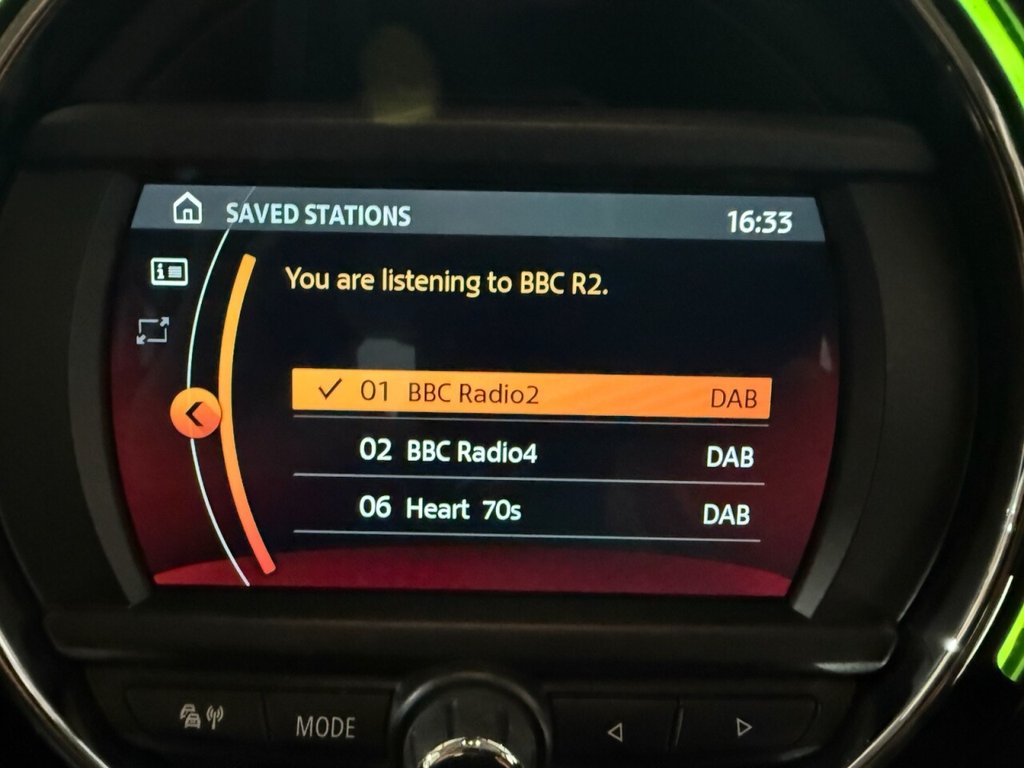 SAVED STATIONS 16:33
You are listening to BBC R2.
01 BBC Radio2 DAB
02 BBC Radio4 DAB
06 Heart 70s DAB
MODE